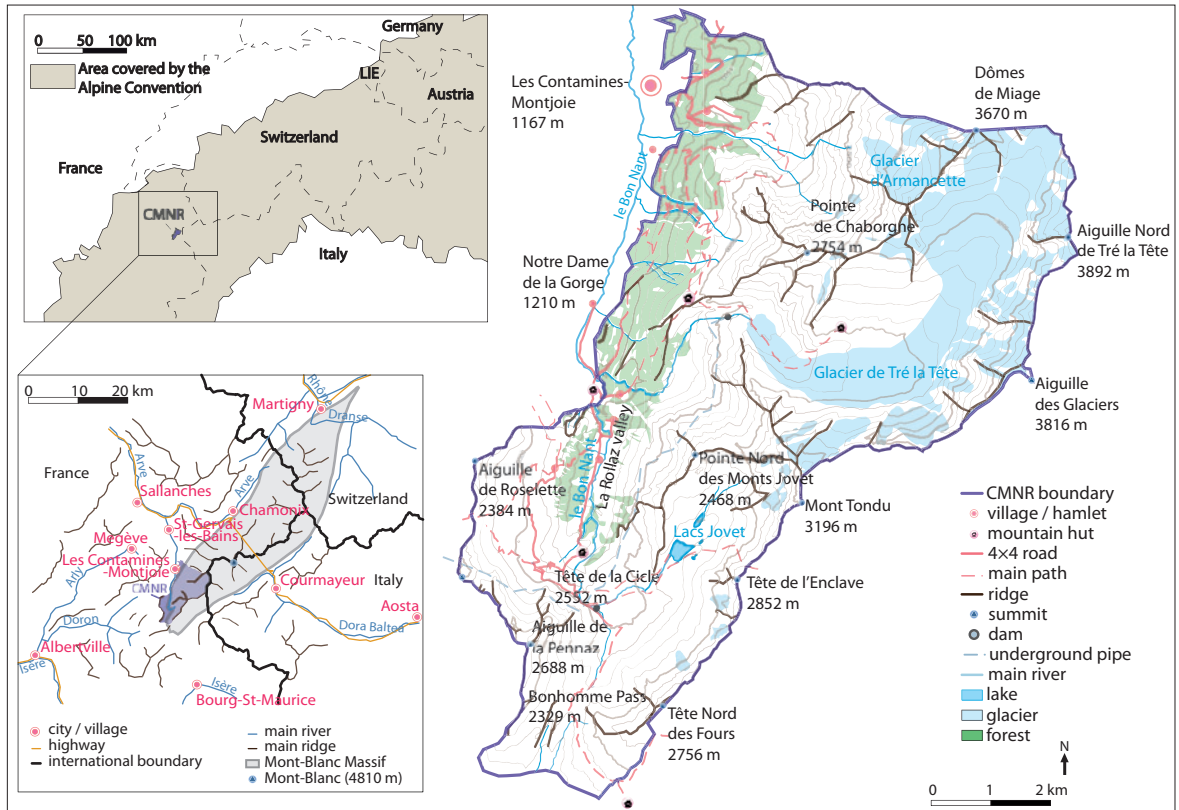 0 50 100 km
Area covered by the
Alpine Convention
Germany
LIE
Austria
Switzerland
France
CMNR
Italy
0 10 20 km
Martigny
Rhône
Dranse
France
Arve
Sallanches
Arve
Chamonix
Switzerland
St-Gervais
-les-Bains
Megève
Les Contamines
-Montjoie
CMNR
Arly
Courmayeur
Italy
Aosta
Doron
Dora Baltea
Albertville
Isère
Isère
Bourg-St-Maurice
city / village
highway
international boundary
main river
main ridge
Mont-Blanc Massif
Mont-Blanc (4810 m)
Les Contamines-
Montjoie
1167 m
Dômes
de Miage
3670 m
le Bon Nant
Glacier
d'Armancette
Pointe
de Chaborgne
2754 m
Aiguille Nord
de Tré la Tête
3892 m
Notre Dame
de la Gorge
1210 m
Glacier de Tré la Tête
Aiguille
des Glaciers
3816 m
La Rollaz valley
le Bon Nant
Aiguille
de Roselette
2384 m
Pointe Nord
des Monts Jovet
2468 m
Mont Tondu
3196 m
Lacs Jovet
Tête de la Cicle
2552 m
Tête de l'Enclave
2852 m
Aiguille de
la Pennaz
2688 m
Bonhomme Pass
2329 m
Tête Nord
des Fours
2756 m
CMNR boundary
village / hamlet
mountain hut
4×4 road
main path
ridge
summit
dam
underground pipe
main river
lake
glacier
forest
N
0 1 2 km